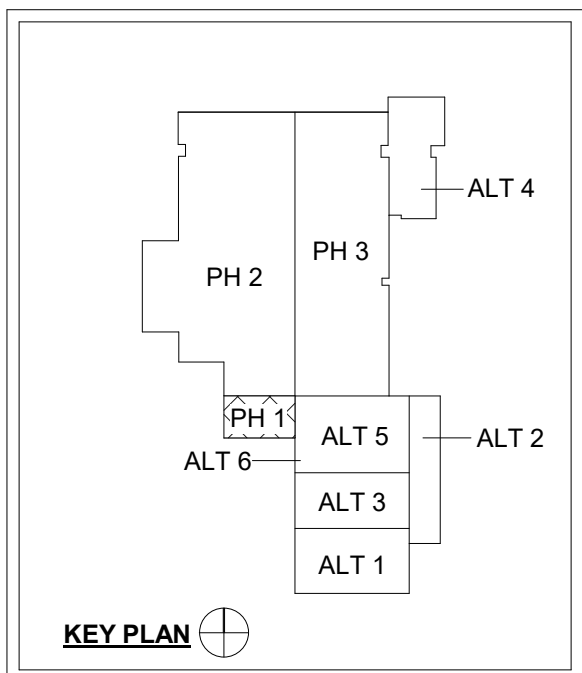 ALT 4
PH 2
PH 3
PH 1
ALT 5
ALT 2
ALT 6
ALT 3
ALT 1
KEY PLAN